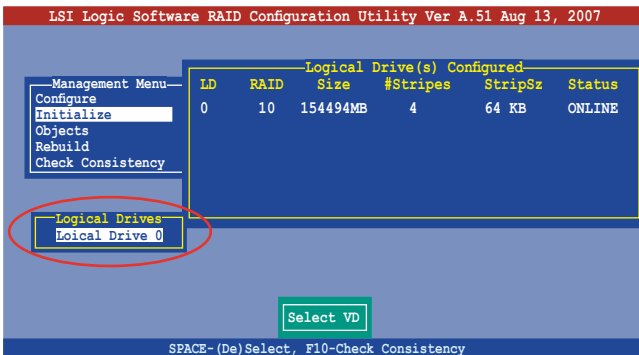 LSI Logic Software RAID Configuration Utility Ver A.51 Aug 13, 2007
Logical Drive(s) Configured
LD RAID Size #Stripes StripSz Status
0 10 154494MB 4 64 KB ONLINE
Management Menu
Configure
Initialize
Objects
Rebuild
Check Consistency
Logical Drives
Loical Drive 0
Select VD
SPACE-(De)Select, F10-Check Consistency